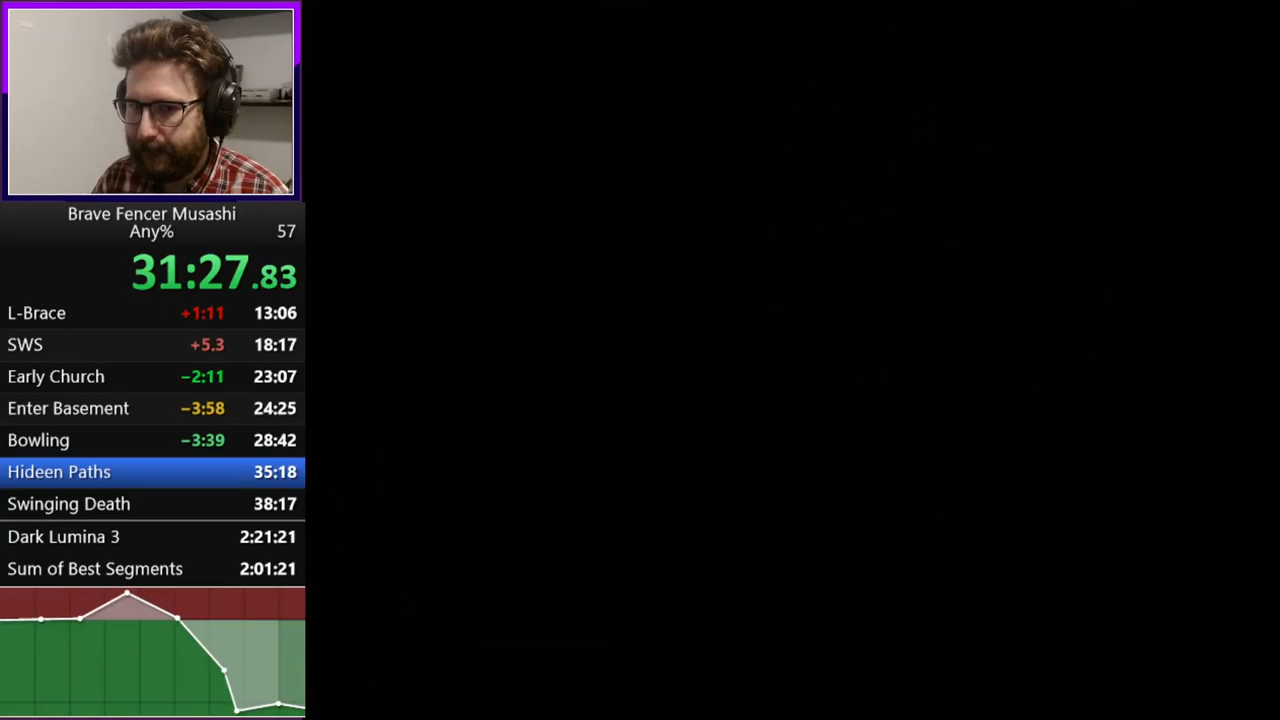 Brave Fencer Musashi
Any% 57
31:27.83
L-Brace +1:11 13:06
SWS +5.3 18:17
Early Church −2:11 23:07
Enter Basement −3:58 24:25
Bowling −3:39 28:42
Hideen Paths 35:18
Swinging Death 38:17
Dark Lumina 3 2:21:21
Sum of Best Segments 2:01:21